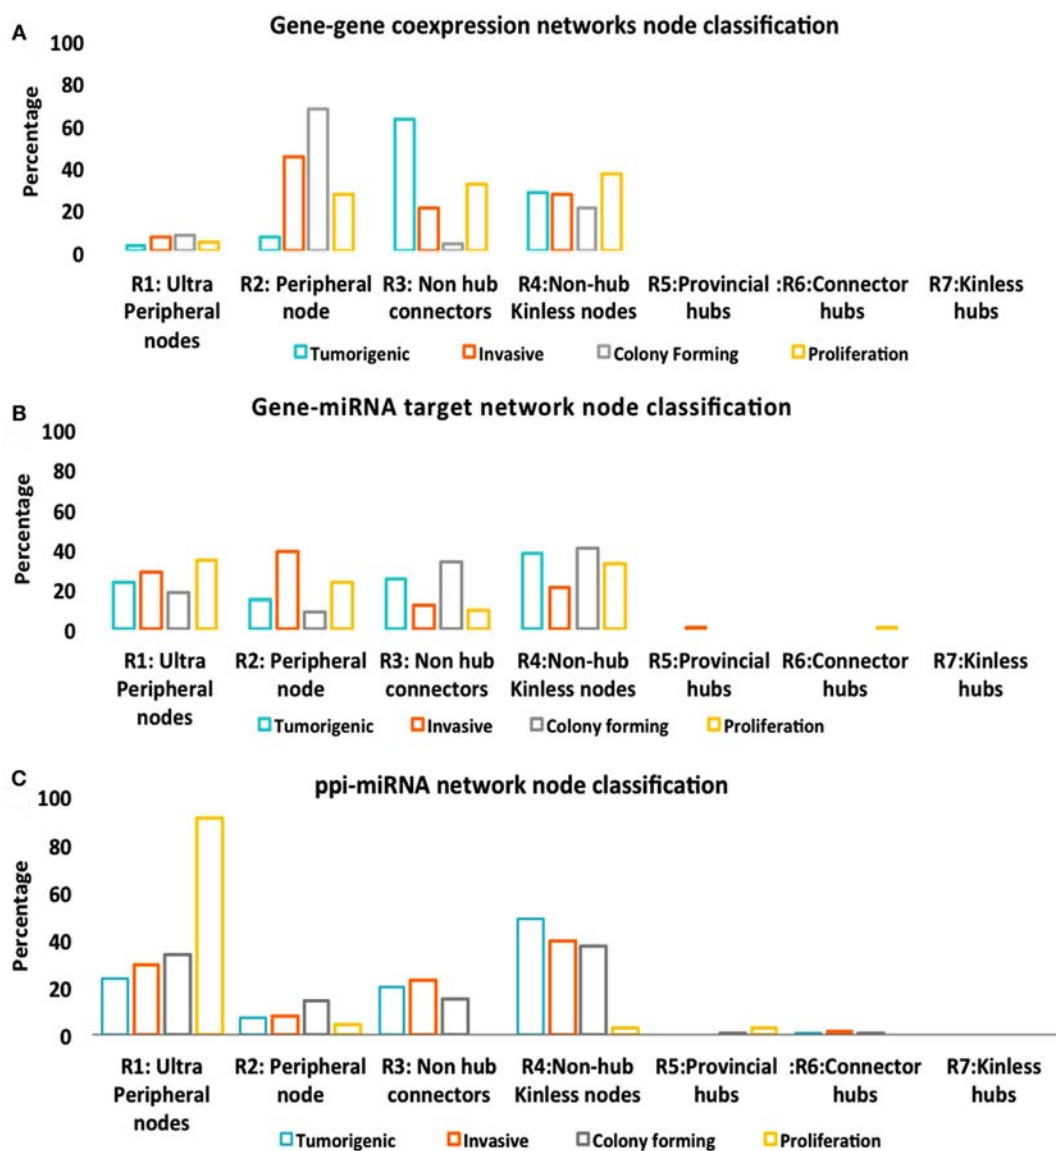 A
Gene-gene coexpression networks node classification
100
80
60
40
20
0
Percentage
R1: Ultra Peripheral nodes
R2: Peripheral node
R3: Non hub connectors
R4:Non-hub Kinless nodes
R5:Provincial hubs
:R6:Connector hubs
R7:Kinless hubs
Tumorigenic Invasive Colony Forming Proliferation
B
Gene-miRNA target network node classification
100
80
60
40
20
0
Percentage
R1: Ultra Peripheral nodes
R2: Peripheral node
R3: Non hub connectors
R4:Non-hub Kinless nodes
R5:Provincial hubs
R6:Connector hubs
R7:Kinless hubs
Tumorigenic Invasive Colony forming Proliferation
C
ppi-miRNA network node classification
100
80
60
40
20
0
Percentage
R1: Ultra Peripheral nodes
R2: Peripheral node
R3: Non hub connectors
R4:Non-hub Kinless nodes
R5:Provincial hubs
:R6:Connector hubs
R7:Kinless hubs
Tumorigenic Invasive Colony forming Proliferation